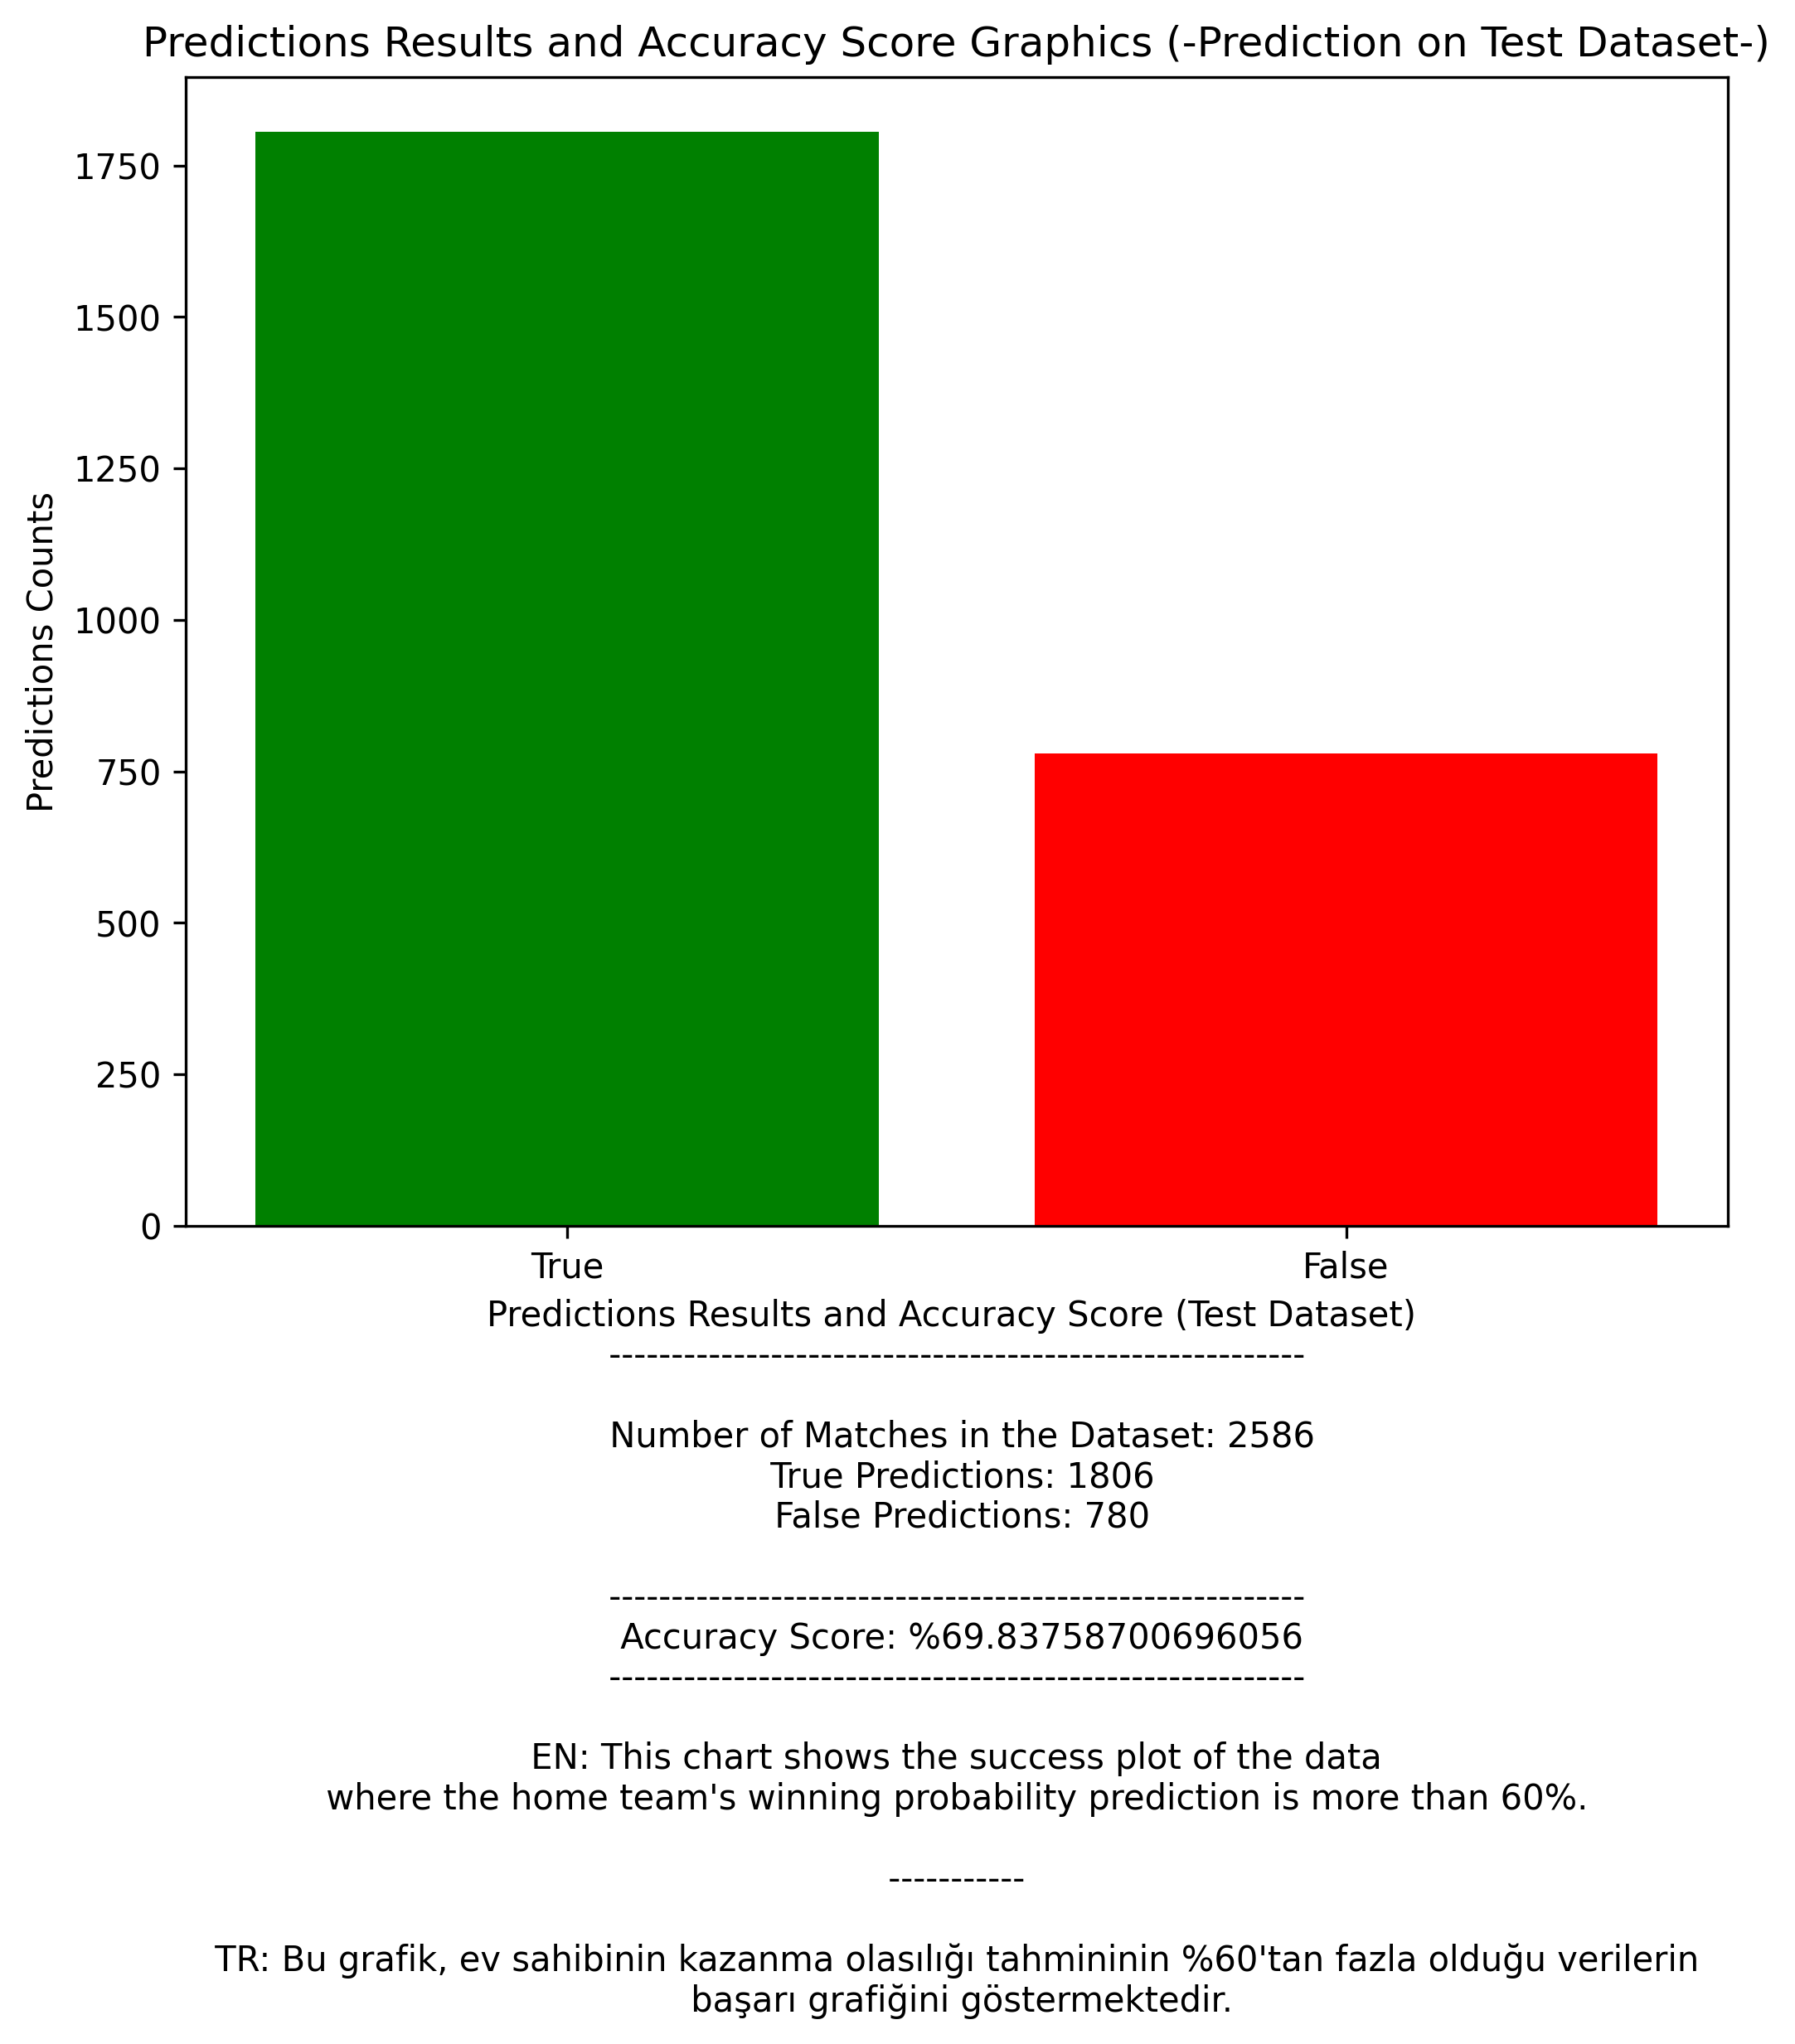 Predictions Results and Accuracy Score Graphics (-Prediction on Test Dataset-)
Predictions Counts
1750
1500
1250
1000
750
500
250
0
True
False
Predictions Results and Accuracy Score (Test Dataset)
-------------------------------------------------------
Number of Matches in the Dataset: 2586
True Predictions: 1806
False Predictions: 780
-------------------------------------------------------
Accuracy Score: %69.83758700696056
-------------------------------------------------------
EN: This chart shows the success plot of the data
where the home team's winning probability prediction is more than 60%.
-----------
TR: Bu grafik, ev sahibinin kazanma olasılığı tahmininin %60'tan fazla olduğu verilerin
başarı grafiğini göstermektedir.